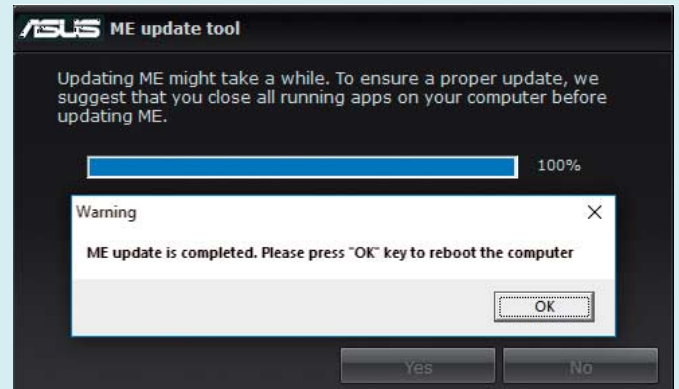 ASUS ME update tool
Updating ME might take a while. To ensure a proper update, we
suggest that you close all running apps on your computer before
updating ME.
100%
Warning
ME update is completed. Please press "OK" key to reboot the computer
OK
Yes No